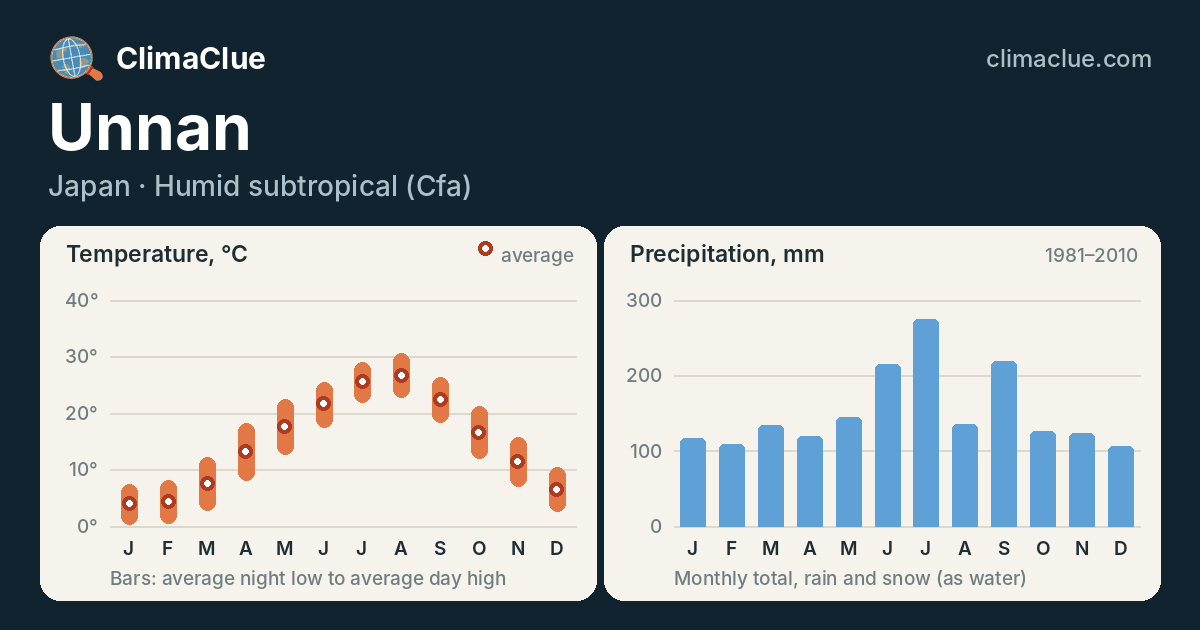 ClimaClue
climaclue.com
Unnan
Japan · Humid subtropical (Cfa)
Temperature, °C
average
40°
30°
20°
10°
0°
J F M A M J J A S O N D
Bars: average night low to average day high
Precipitation, mm
1981–2010
300
200
100
0
J F M A M J J A S O N D
Monthly total, rain and snow (as water)